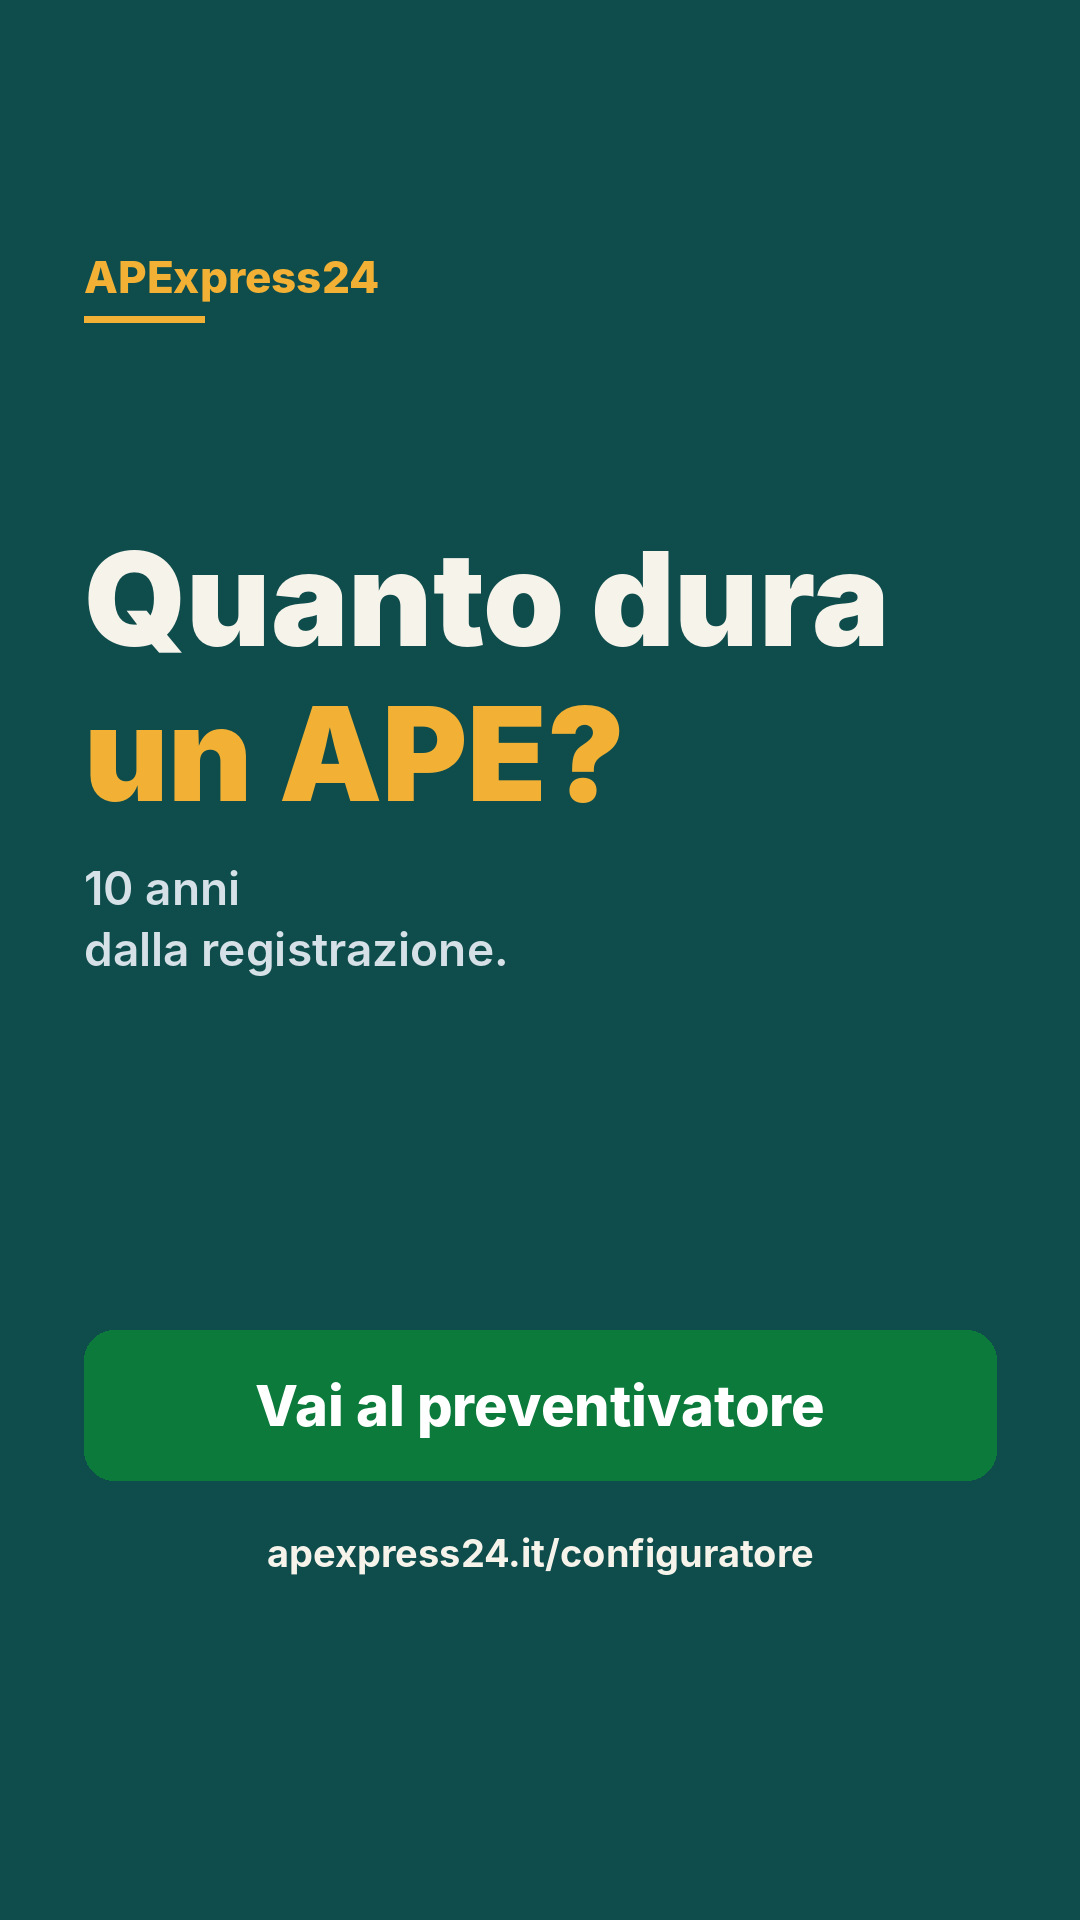 APExpress24
Quanto dura
un APE?
10 anni
dalla registrazione.
Vai al preventivatore
apexpress24.it/configuratore